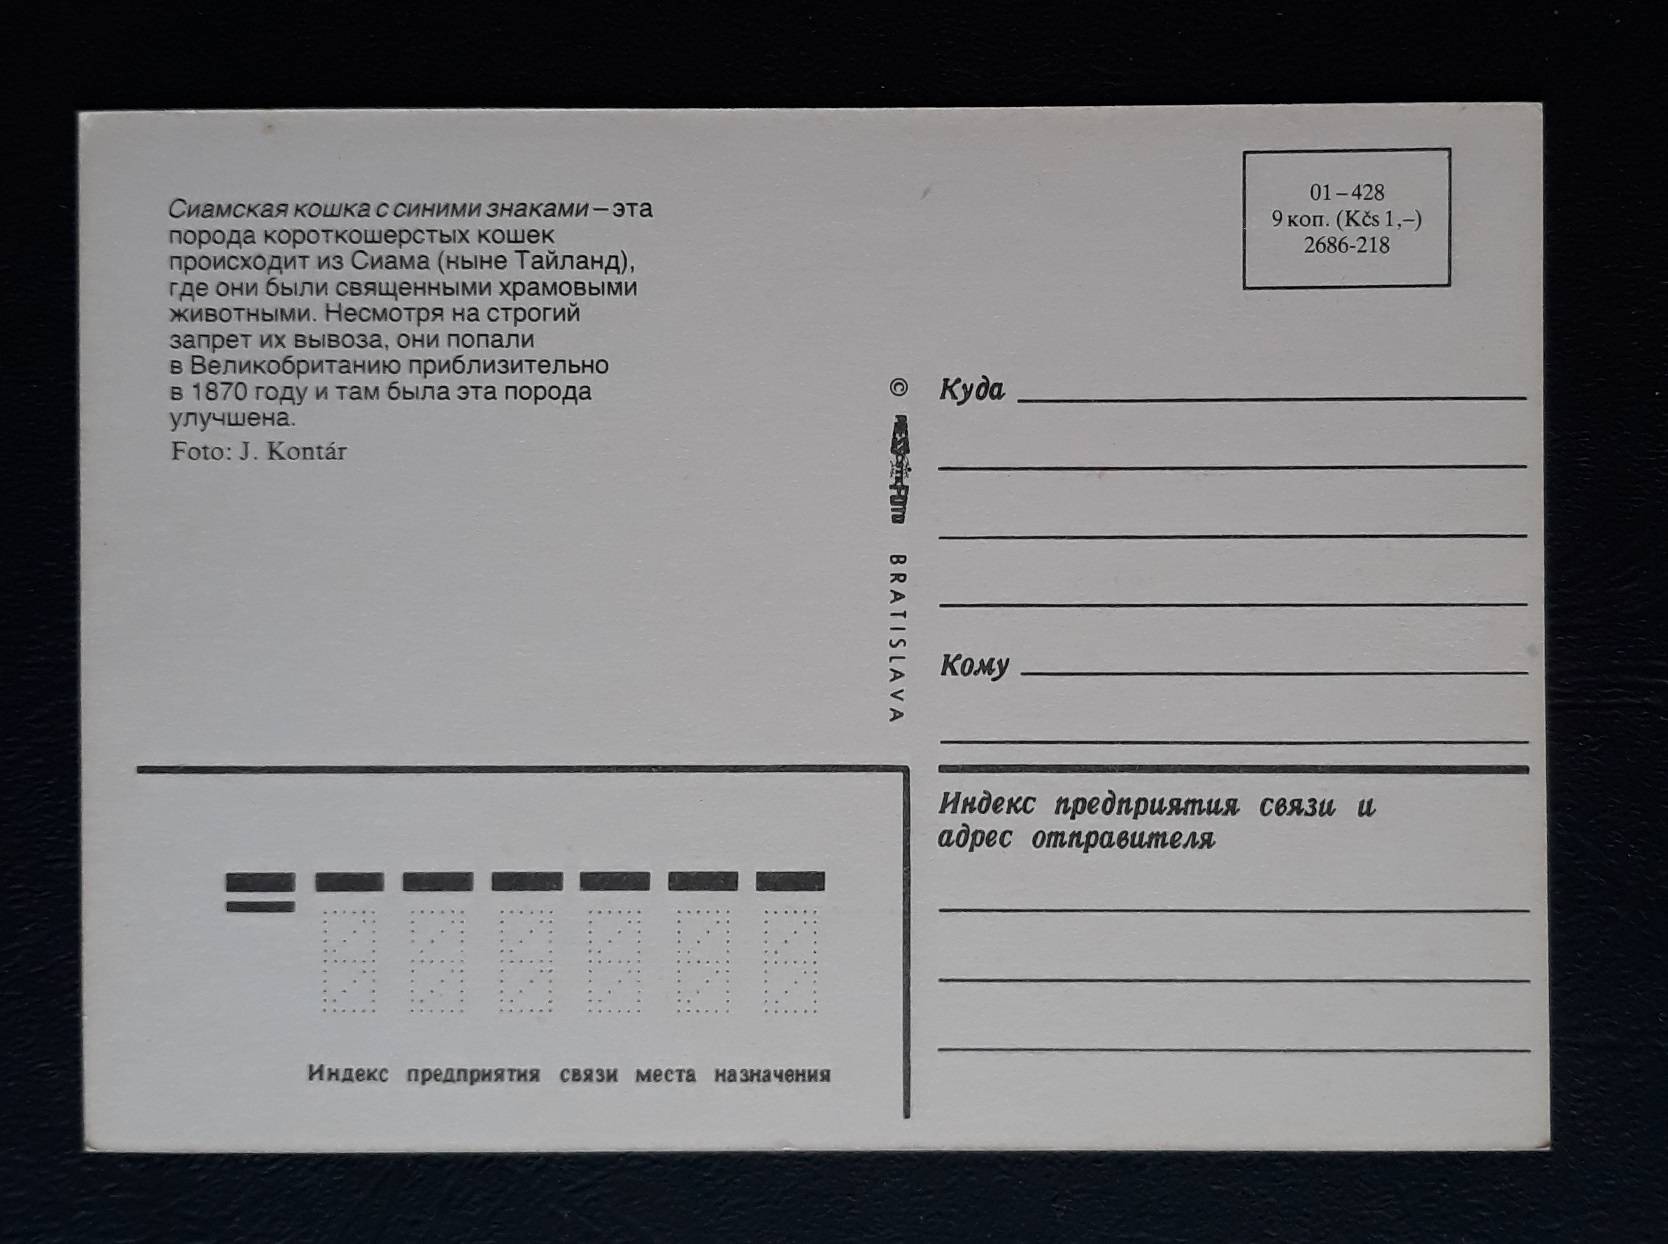 Сиамская кошка с синими знаками – эта
порода короткошерстых кошек
происходит из Сиама (ныне Тайланд),
где они были священными храмовыми
животными. Несмотря на строгий
запрет их вывоза, они попали
в Великобританию приблизительно
в 1870 году и там была эта порода
улучшена.
Foto: J. Kontár
01–428
9 коп. (Kčs 1,–)
2686-218
© 
BRATISLAVA
Куда
Кому
Индекс предприятия связи и
адрес отправителя
Индекс предприятия связи места назначения